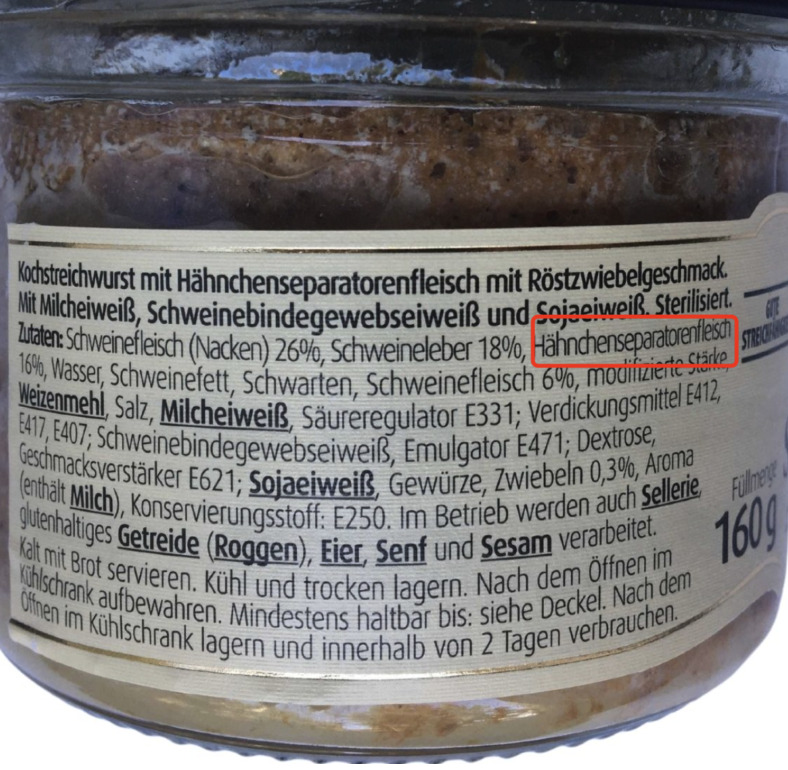 Kochstreichwurst mit Hähnchenseparatorenfleisch mit Röstzwiebelgeschmack.
Mit Milcheiweiß, Schweinebindegewebseiweiß und Sojaeiweiß. Sterilisiert.
Zutaten: Schweinefleisch (Nacken) 26%, Schweineleber 18%, Hähnchenseparatorenfleisch
16%, Wasser, Schweinefett, Schwarten, Schweinefleisch 6%, modifizierte Stärke,
Weizenmehl, Salz, Milcheiweiß, Säureregulator E331; Verdickungsmittel E412,
E417, E407; Schweinebindegewebseiweiß, Emulgator E471; Dextrose,
Geschmacksverstärker E621; Sojaeiweiß, Gewürze, Zwiebeln 0,3%, Aroma
(enthält Milch), Konservierungsstoff: E250. Im Betrieb werden auch Sellerie,
glutenhaltiges Getreide (Roggen), Eier, Senf und Sesam verarbeitet.
Kalt mit Brot servieren. Kühl und trocken lagern. Nach dem Öffnen im
Kühlschrank aufbewahren. Mindestens haltbar bis: siehe Deckel. Nach dem
Öffnen im Kühlschrank lagern und innerhalb von 2 Tagen verbrauchen.
GUTE
Füllmenge
160g